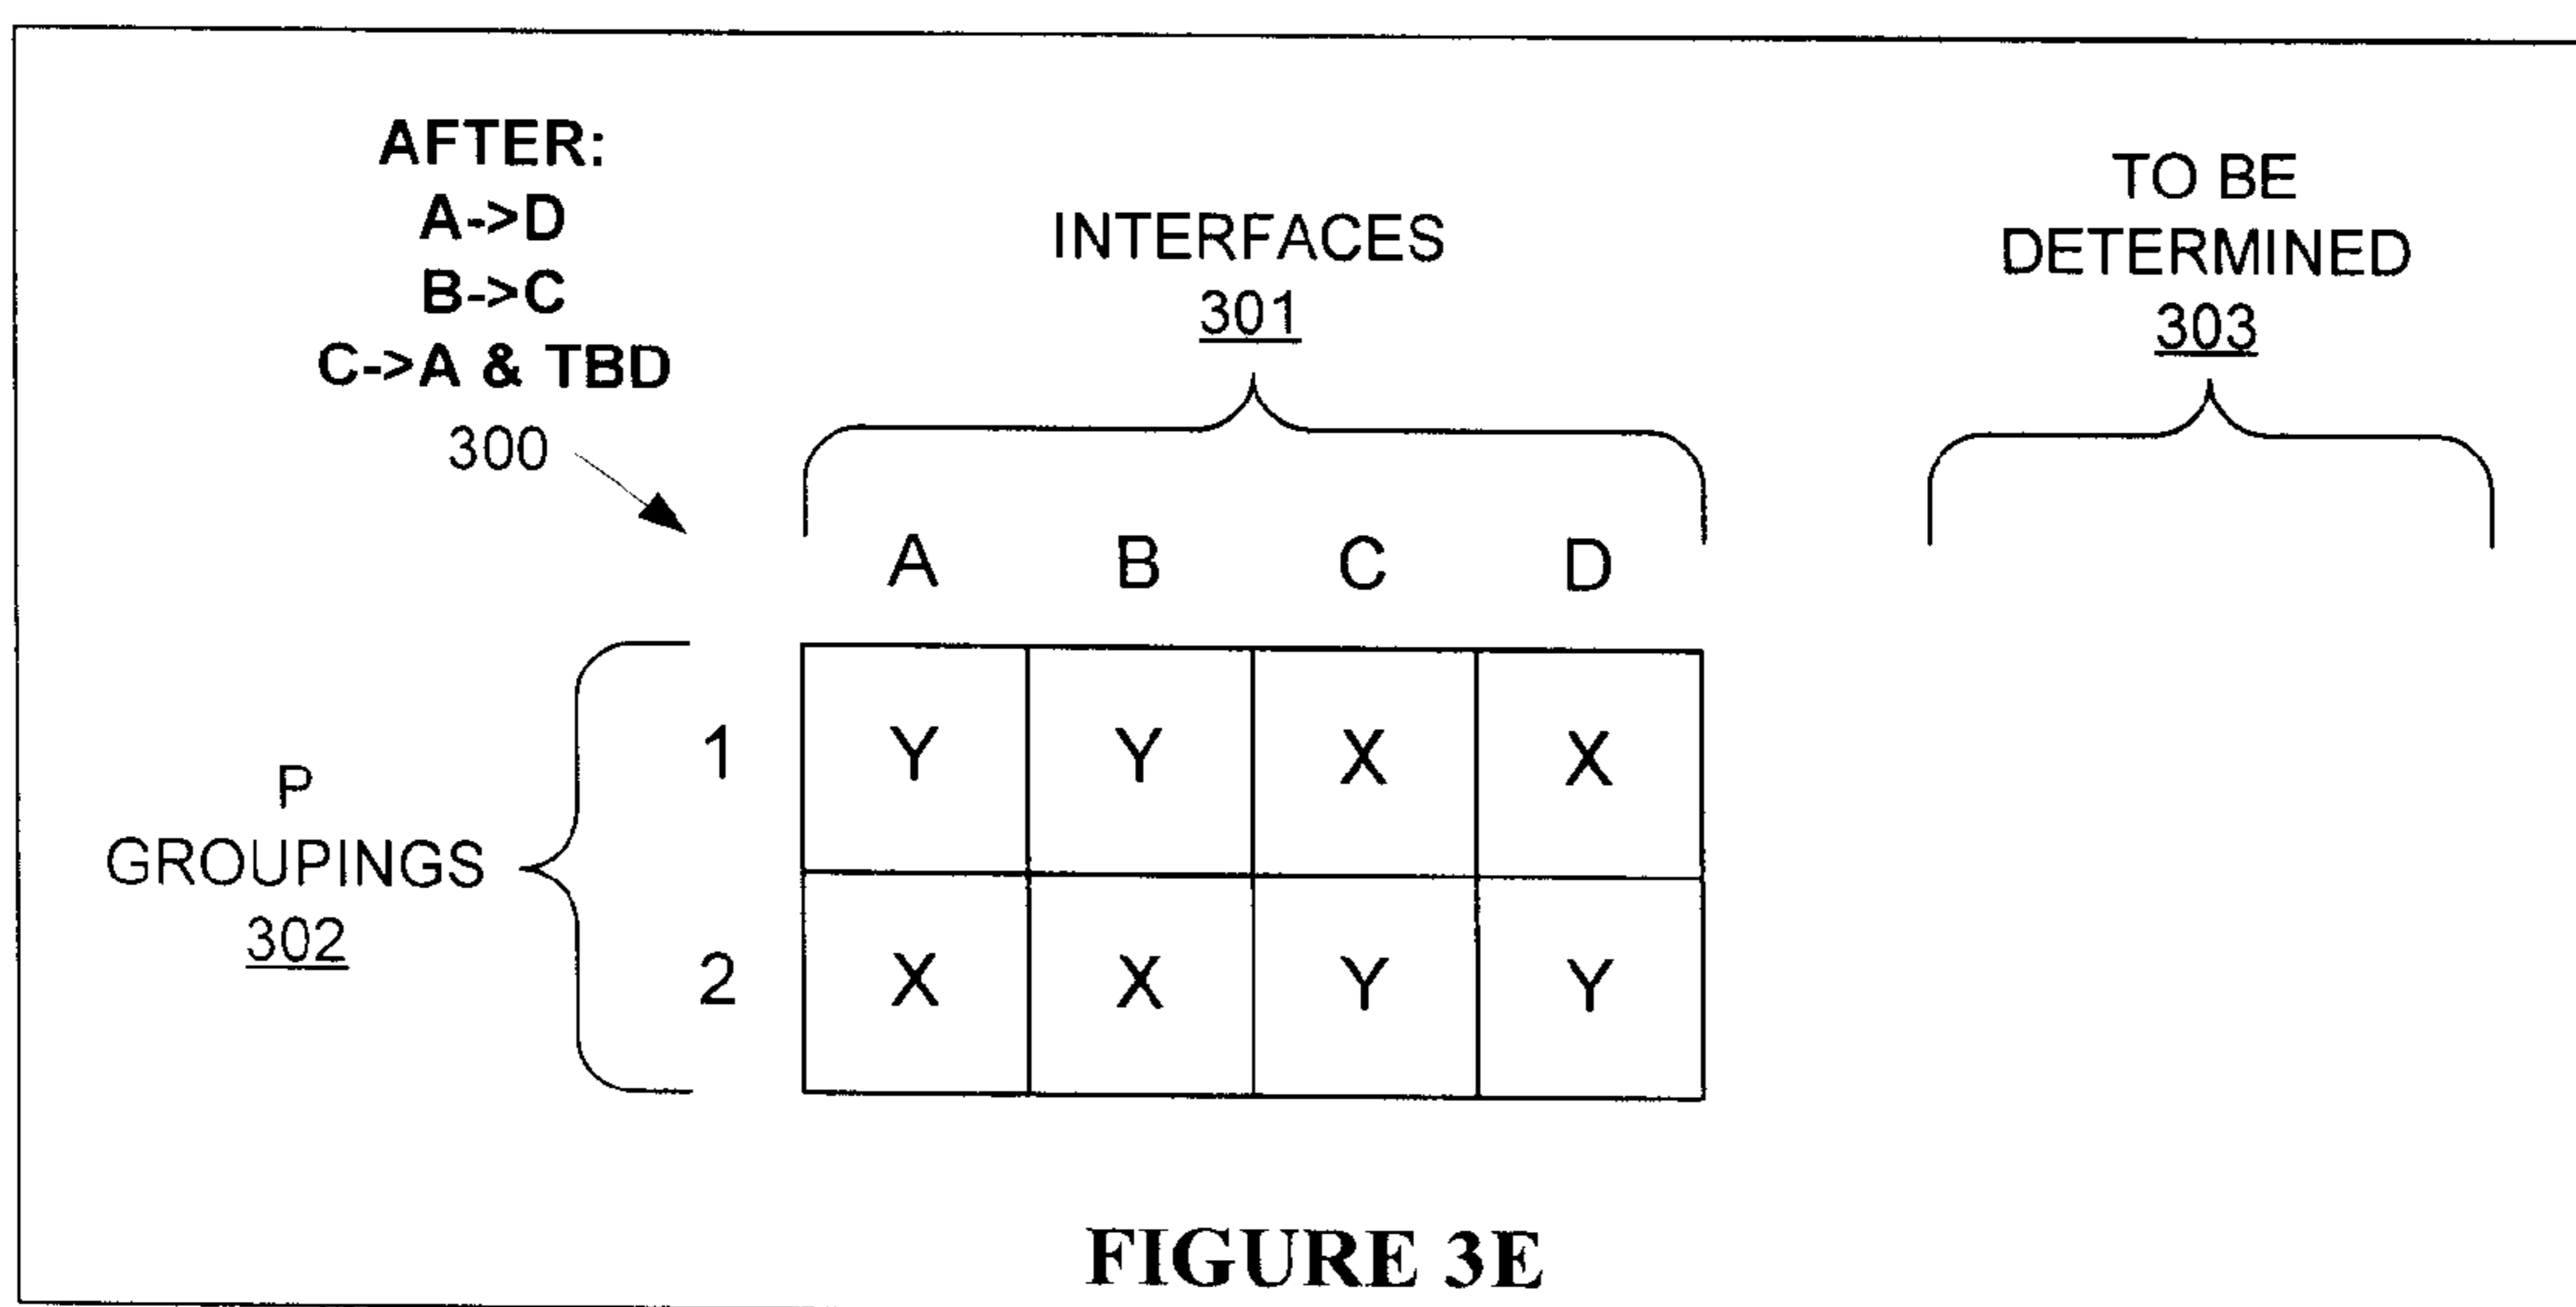 AFTER:
A->D
B->C
C->A & TBD
300
INTERFACES
301
TO BE
DETERMINED
303
A B C D
P
GROUPINGS
302
1 Y Y X X
2 X X Y Y
FIGURE 3E